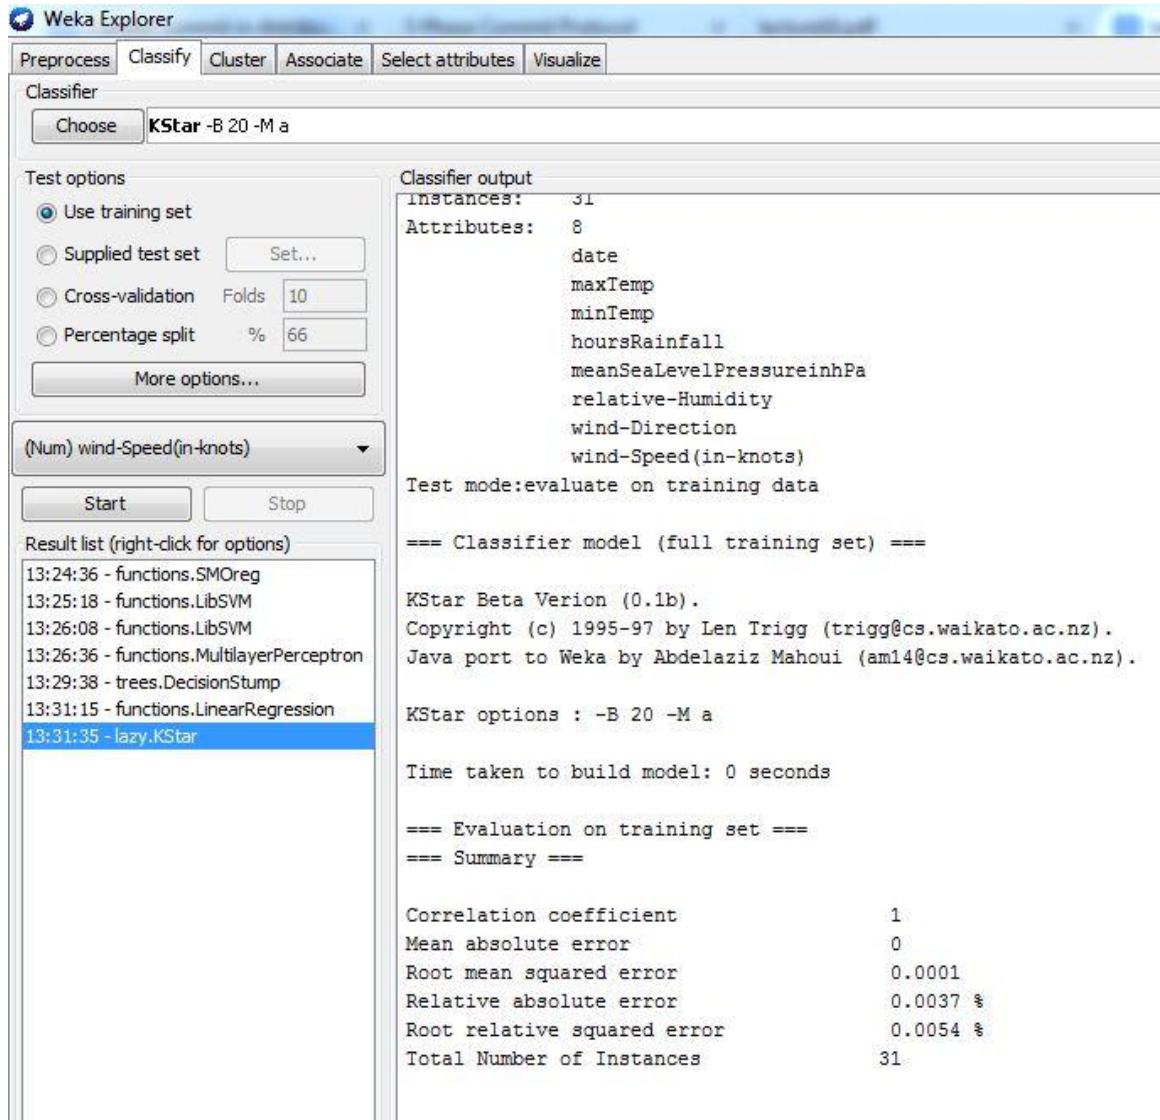 Weka Explorer
Preprocess Classify Cluster Associate Select attributes Visualize
Classifier
Choose KStar -B 20 -M a
Test options
Use training set
Supplied test set Set...
Cross-validation Folds 10
Percentage split % 66
More options...
(Num) wind-Speed(in-knots)
Start Stop
Result list (right-click for options)
13:24:36 - functions.SMOreg
13:25:18 - functions.LibSVM
13:26:08 - functions.LibSVM
13:26:36 - functions.MultilayerPerceptron
13:29:38 - trees.DecisionStump
13:31:15 - functions.LinearRegression
13:31:35 - lazy.KStar
Classifier output
Instances: 31
Attributes: 8
date
maxTemp
minTemp
hoursRainfall
meanSeaLevelPressureinhPa
relative-Humidity
wind-Direction
wind-Speed(in-knots)
Test mode:evaluate on training data
=== Classifier model (full training set) ===
KStar Beta Verion (0.1b).
Copyright (c) 1995-97 by Len Trigg (trigg@cs.waikato.ac.nz).
Java port to Weka by Abdelaziz Mahoui (am14@cs.waikato.ac.nz).
KStar options : -B 20 -M a
Time taken to build model: 0 seconds
=== Evaluation on training set ===
=== Summary ===
Correlation coefficient 1
Mean absolute error 0
Root mean squared error 0.0001
Relative absolute error 0.0037 %
Root relative squared error 0.0054 %
Total Number of Instances 31